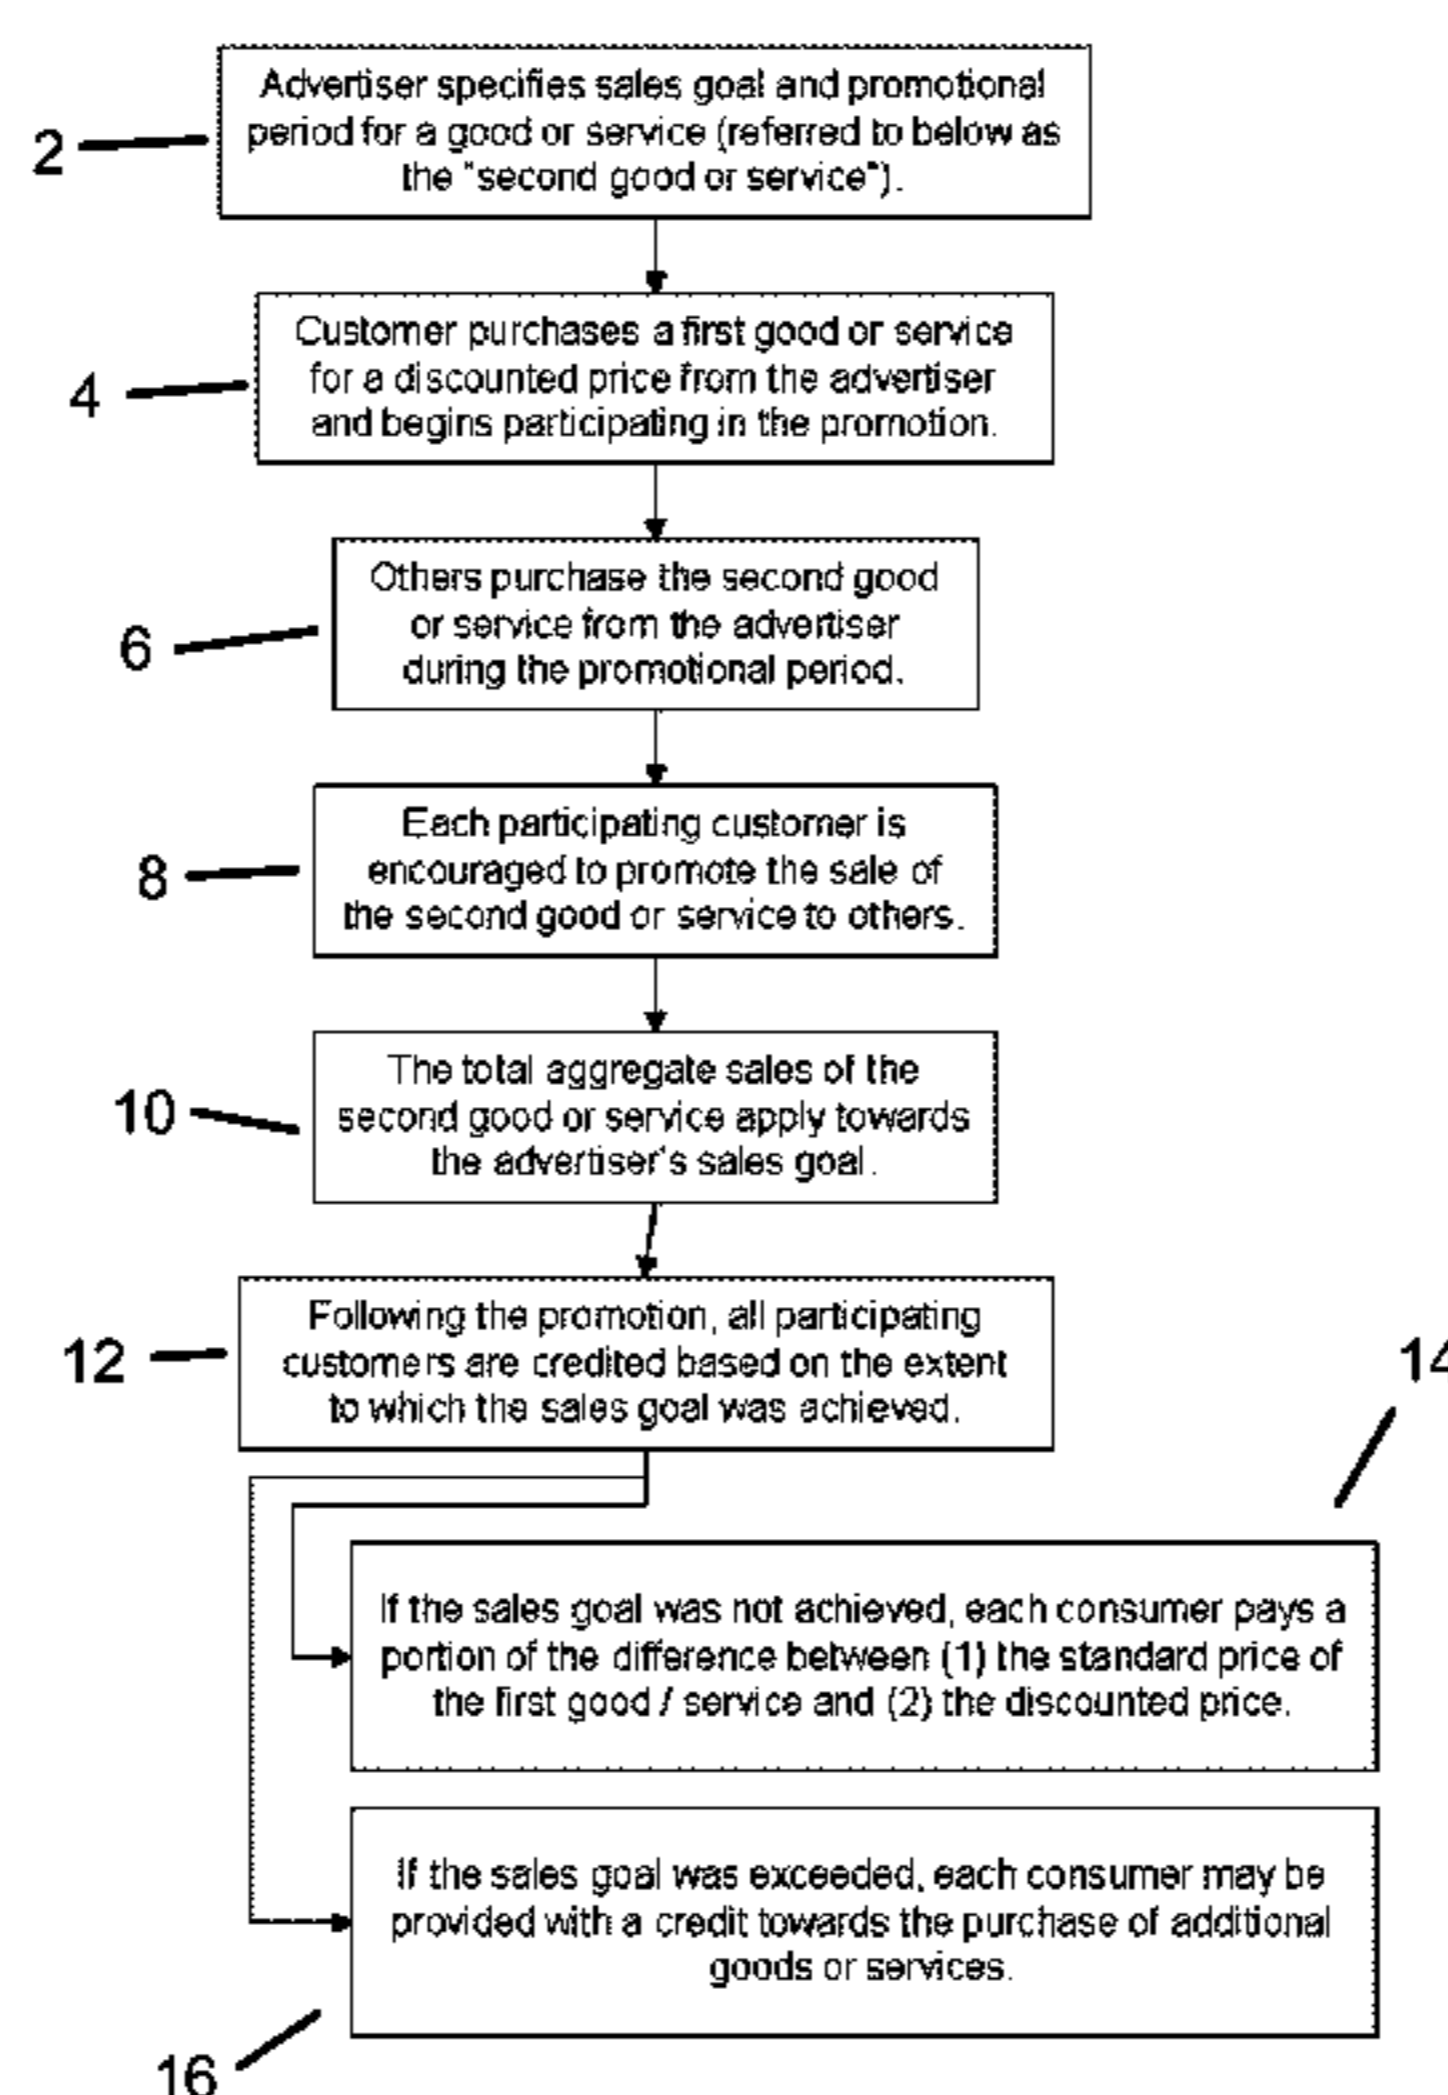 2
Advertiser specifies sales goal and promotional
period for a good or service (referred to below as
the "second good or service").
4
Customer purchases a first good or service
for a discounted price from the advertiser
and begins participating in the promotion.
6
Others purchase the second good
or service from the advertiser
during the promotional period.
8
Each participating customer is
encouraged to promote the sale of
the second good or service to others.
10
The total aggregate sales of the
second good or service apply towards
the advertiser's sales goal.
12
Following the promotion, all participating
customers are credited based on the extent
to which the sales goal was achieved.
14
If the sales goal was not achieved, each consumer pays a
portion of the difference between (1) the standard price of
the first good / service and (2) the discounted price.
If the sales goal was exceeded, each consumer may be
provided with a credit towards the purchase of additional
goods or services.
16